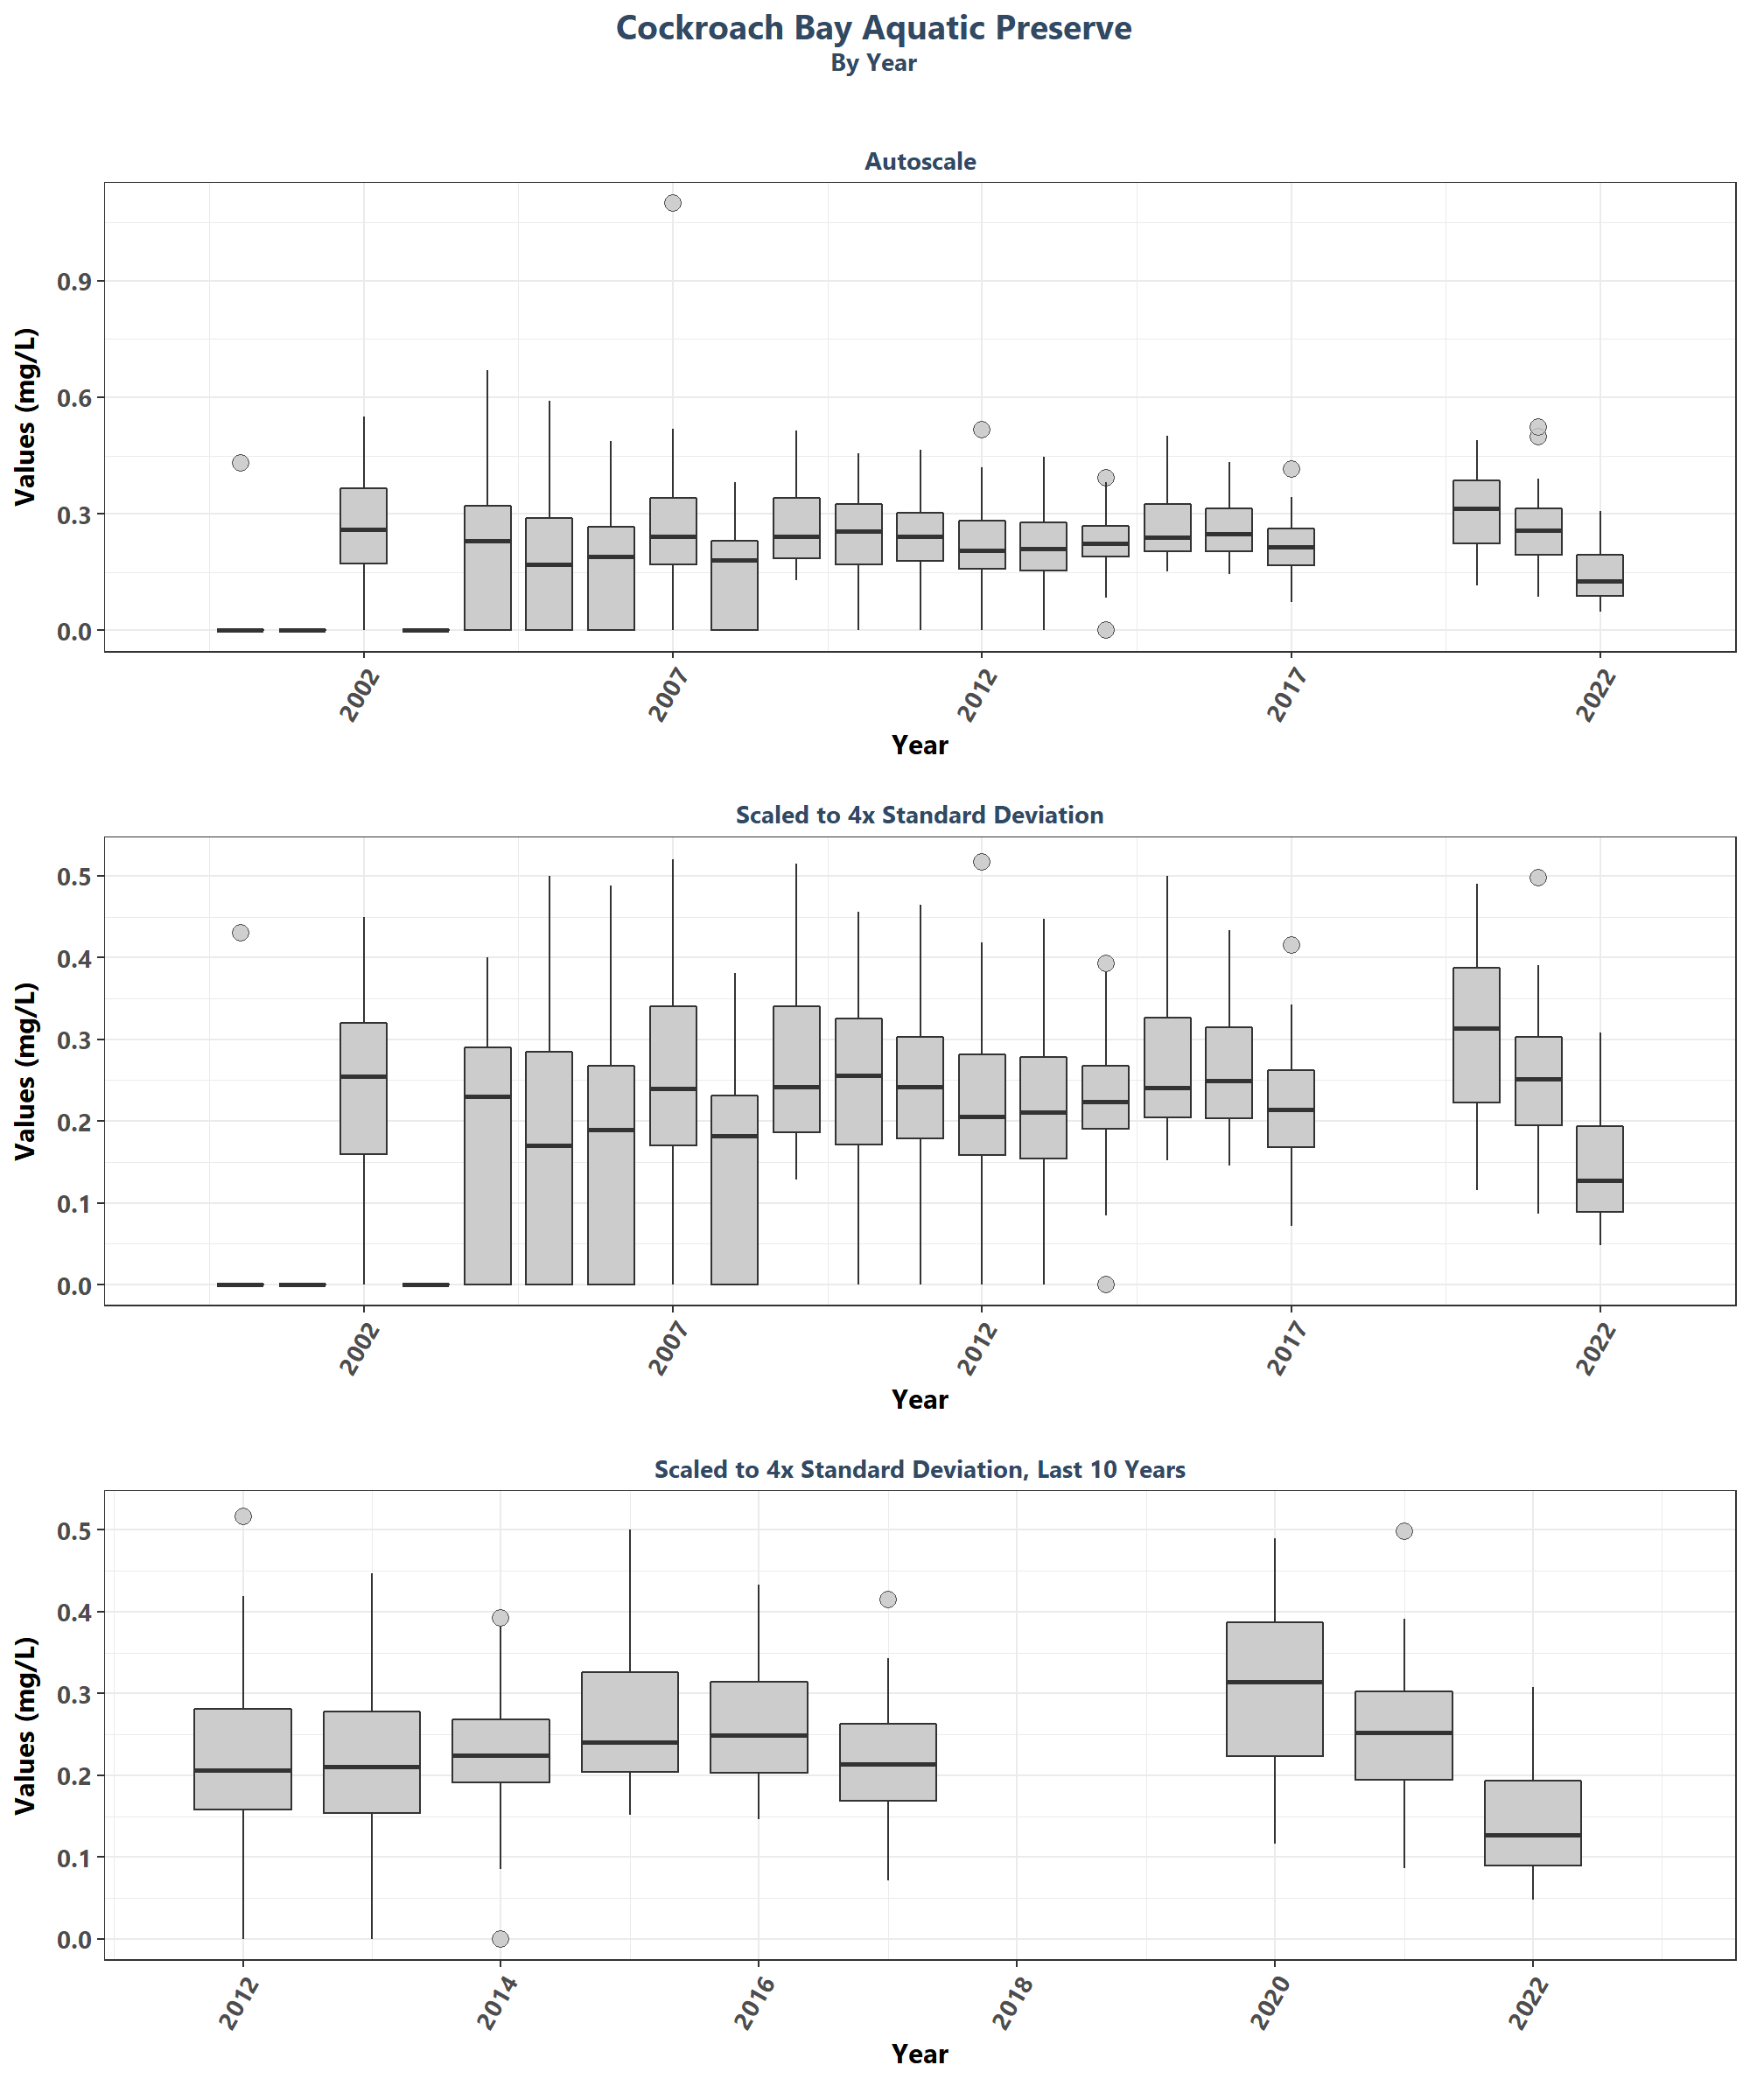 Cockroach Bay Aquatic Preserve
By Year
Autoscale
Values (mg/L)
0.9
0.6
0.3
0.0
2002 2007 2012 2017 2022
Year
Scaled to 4x Standard Deviation
Values (mg/L)
0.5
0.4
0.3
0.2
0.1
0.0
2002 2007 2012 2017 2022
Year
Scaled to 4x Standard Deviation, Last 10 Years
Values (mg/L)
0.5
0.4
0.3
0.2
0.1
0.0
2012 2014 2016 2018 2020 2022
Year